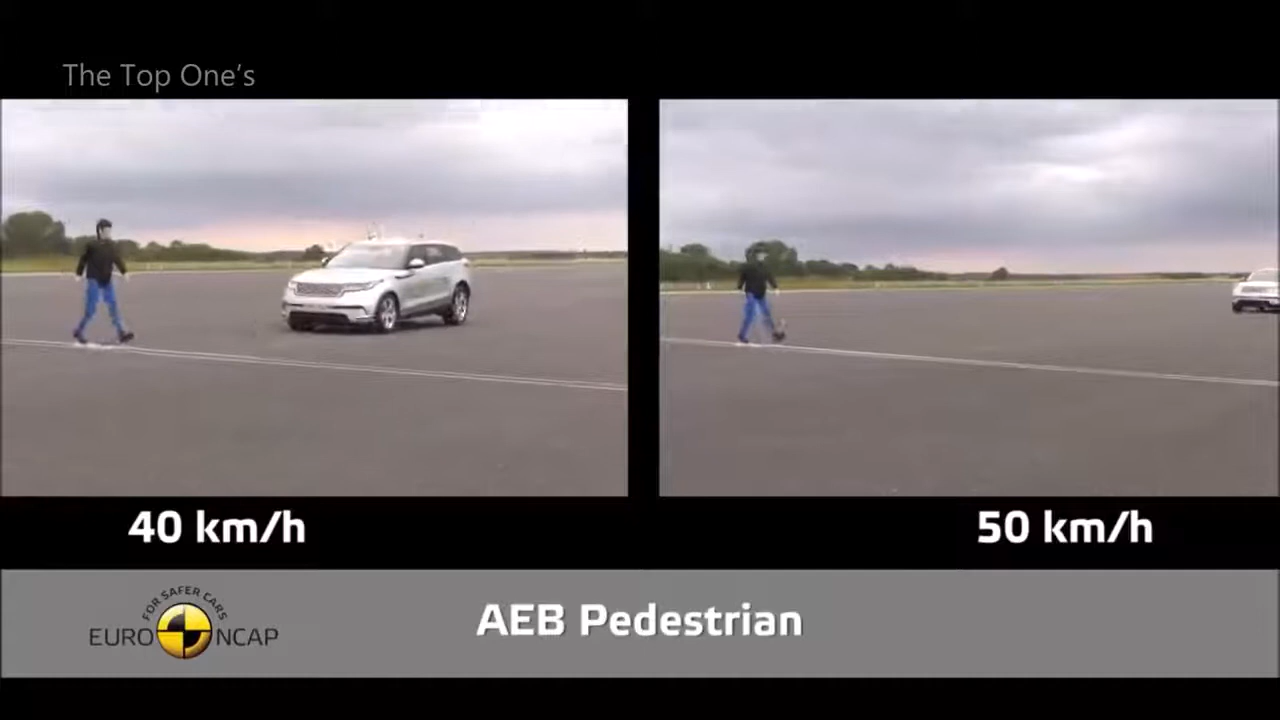 The Top One's
40 km/h
50 km/h
FOR SAFER CARS
EURO NCAP
AEB Pedestrian